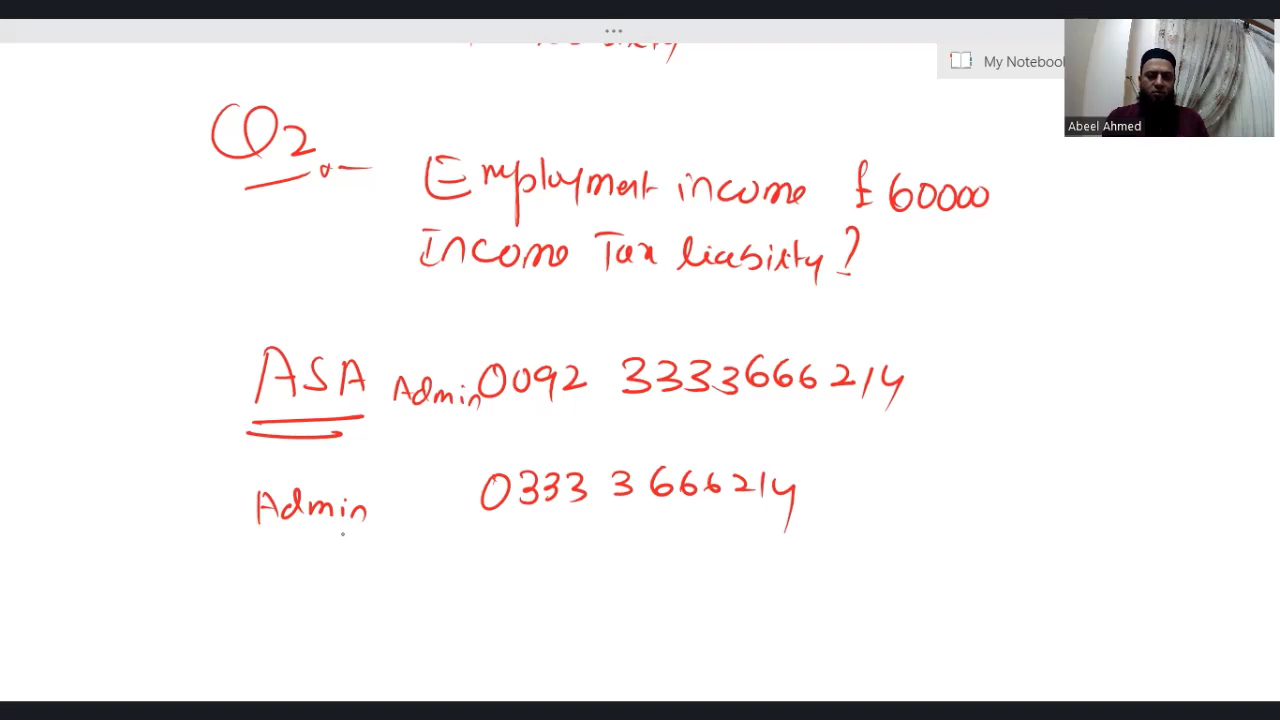 My Notebook
Abeel Ahmed
Q2.
Employment income £60000
Income Tax liability?
ASA Admin 0092 3333666214
Admin 0333 3666214